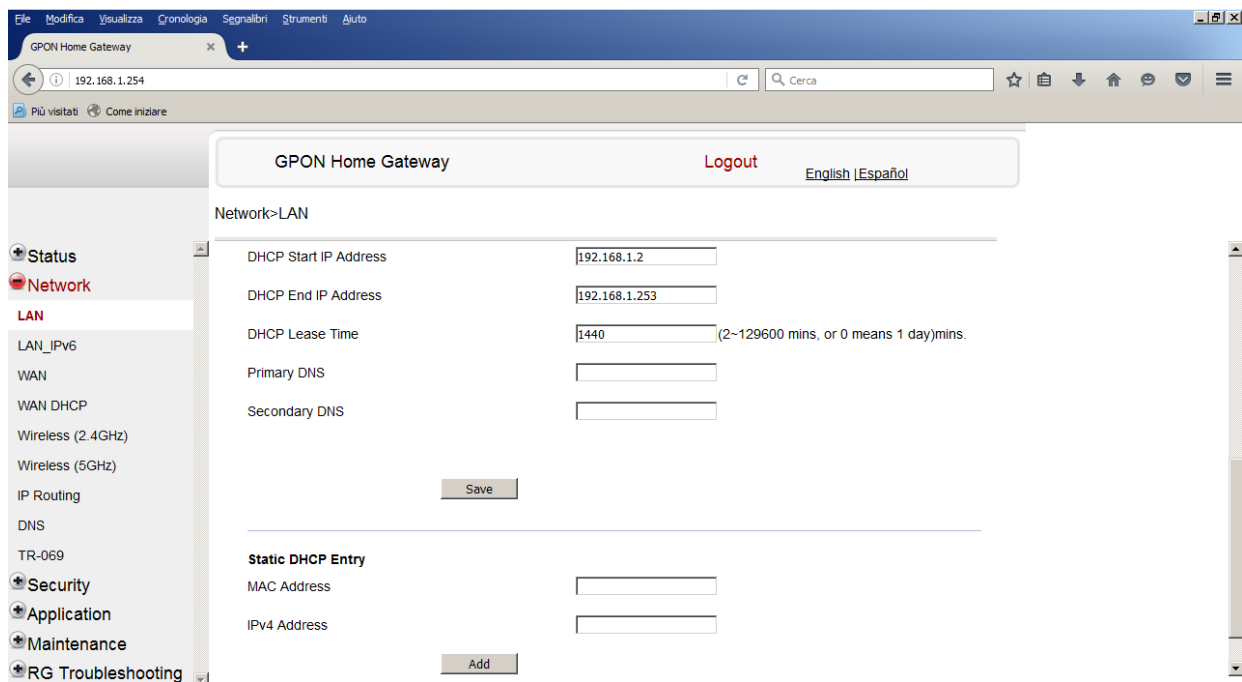 File Modifica Visualizza Cronologia Segnalibri Strumenti Aiuto
GPON Home Gateway
192.168.1.254
Cerca
Più visitati Come iniziare
GPON Home Gateway Logout English |Español
Network>LAN
Status
Network
LAN
LAN_IPv6
WAN
WAN DHCP
Wireless (2.4GHz)
Wireless (5GHz)
IP Routing
DNS
TR-069
Security
Application
Maintenance
RG Troubleshooting
DHCP Start IP Address 192.168.1.2
DHCP End IP Address 192.168.1.253
DHCP Lease Time 1440 (2~129600 mins, or 0 means 1 day)mins.
Primary DNS
Secondary DNS
Save
Static DHCP Entry
MAC Address
IPv4 Address
Add